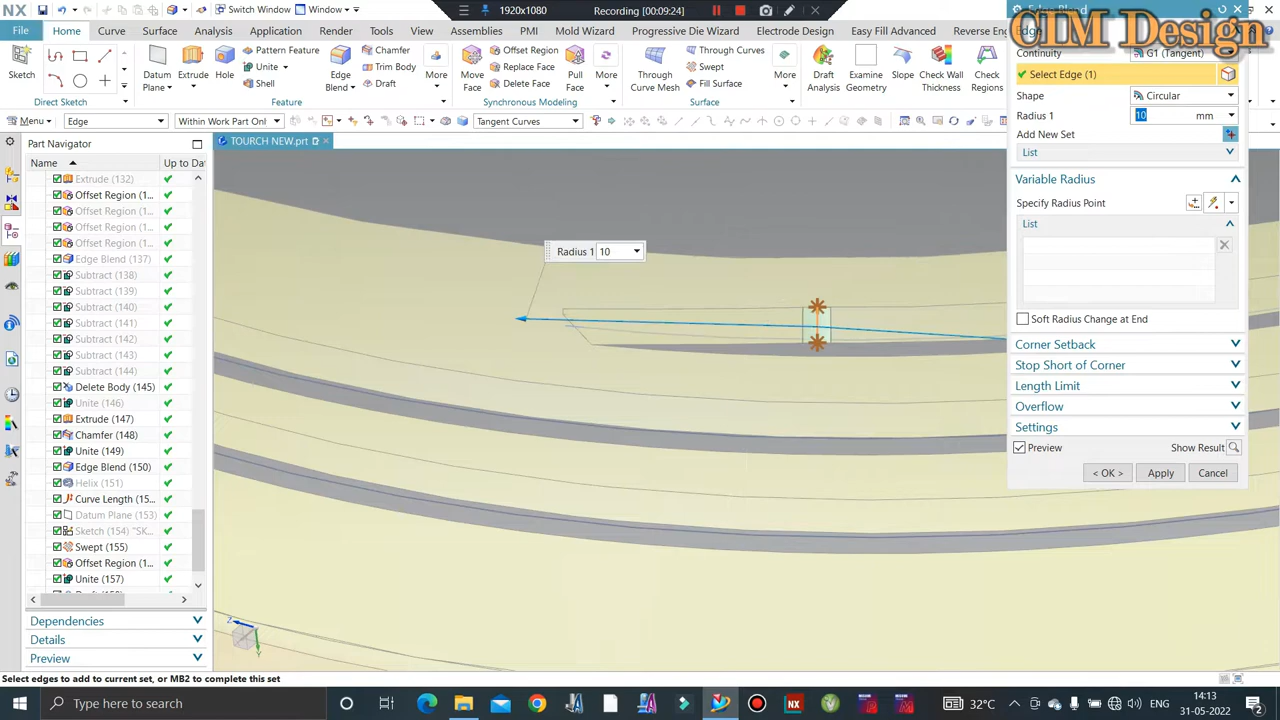 NX
Switch Window
Window
1920x1080
Recording [00:09:24]
Edge Blend
CIM Design
File
Home
Curve
Surface
Analysis
Application
Render
Tools
View
Assemblies
PMI
Mold Wizard
Progressive Die Wizard
Electrode Design
Easy Fill Advanced
Reverse Eng
Edge
Continuity
G1 (Tangent)
Sketch
Direct Sketch
Datum Plane
Extrude
Hole
Pattern Feature
Unite
Shell
Edge Blend
Chamfer
Trim Body
Draft
More
Feature
Move Face
Offset Region
Replace Face
Delete Face
Pull Face
More
Synchronous Modeling
Through Curve Mesh
Through Curves
Swept
Fill Surface
More
Surface
Draft Analysis
Examine Geometry
Slope
Check Wall Thickness
Check Regions
Select Edge (1)
Shape
Circular
Radius 1
10
mm
Add New Set
List
Menu
Edge
Within Work Part Only
Tangent Curves
Part Navigator
TOURCH NEW.prt
Name
Up to Da
Extrude (132)
Offset Region (1...
Offset Region (1...
Offset Region (1...
Offset Region (1...
Edge Blend (137)
Subtract (138)
Subtract (139)
Subtract (140)
Subtract (141)
Subtract (142)
Subtract (143)
Subtract (144)
Delete Body (145)
Unite (146)
Extrude (147)
Chamfer (148)
Unite (149)
Edge Blend (150)
Helix (151)
Curve Length (15...
Datum Plane (153)
Sketch (154) "SK...
Swept (155)
Offset Region (1...
Unite (157)
Dependencies
Details
Preview
Radius 1 10
Variable Radius
Specify Radius Point
List
Soft Radius Change at End
Corner Setback
Stop Short of Corner
Length Limit
Overflow
Settings
Preview
Show Result
< OK >
Apply
Cancel
Z
Y
Select edges to add to current set, or MB2 to complete this set
Type here to search
32°C
ENG
14:13
31-05-2022
2